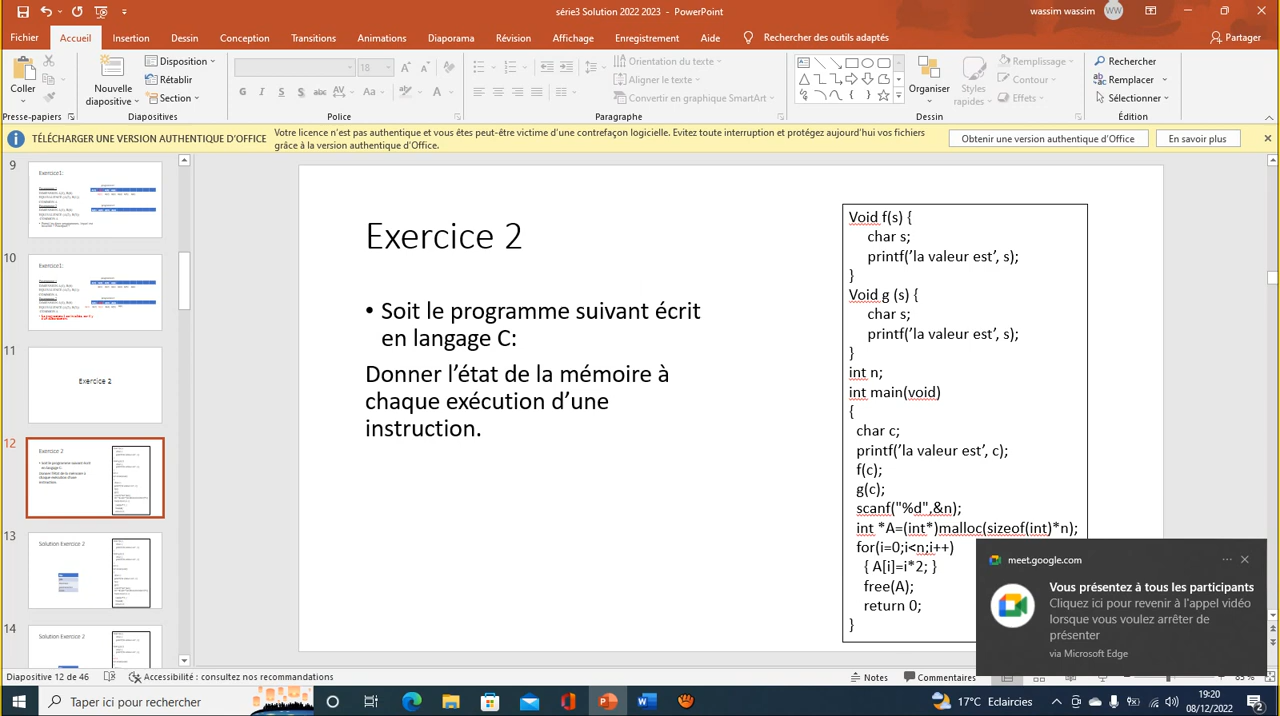 série3 Solution 2022 2023 - PowerPoint
wassim wassim
WW
Fichier Accueil Insertion Dessin Conception Transitions Animations Diaporama Révision Affichage Enregistrement Aide Rechercher des outils adaptés Partager
Coller
Presse-papiers
Nouvelle
diapositive
Disposition
Rétablir
Section
Diapositives
18
G I S S abc AV
Aa A
Police
Orientation du texte
Aligner le texte
Convertir en graphique SmartArt
Paragraphe
Organiser
Styles
rapides
Remplissage
Contour
Effets
Dessin
Rechercher
Remplacer
Sélectionner
Édition
TÉLÉCHARGER UNE VERSION AUTHENTIQUE D'OFFICE
Votre licence n'est pas authentique et vous êtes peut-être victime d'une contrefaçon logicielle. Evitez toute interruption et protégez aujourd'hui vos fichiers
grâce à la version authentique d'Office.
Obtenir une version authentique d'Office
En savoir plus
9
Exercice1:
10
Exercice1:
11
Exercice 2
12
Exercice 2
13
Solution Exercice 2
14
Solution Exercice 2
Exercice 2
• Soit le programme suivant écrit
en langage C:
Donner l'état de la mémoire à
chaque exécution d'une
instruction.
Void f(s) {
char s;
printf('la valeur est', s);
}
Void g (s) {
char s;
printf('la valeur est', s);
}
int n;
int main(void)
{
char c;
printf('la valeur est', c);
f(c);
g(c);
scanf("%d",&n);
int *A=(int*)malloc(sizeof(int)*n);
for(i=0;i<n;i++)
{ A[i]=i*2; }
free(A);
return 0;
}
meet.google.com
Vous présentez à tous les participants
Cliquez ici pour revenir à l'appel vidéo
lorsque vous voulez arrêter de
présenter
via Microsoft Edge
Diapositive 12 de 46
Accessibilité : consultez nos recommandations
Notes
Commentaires
Taper ici pour rechercher
17°C Eclaircies
19:20
08/12/2022
2